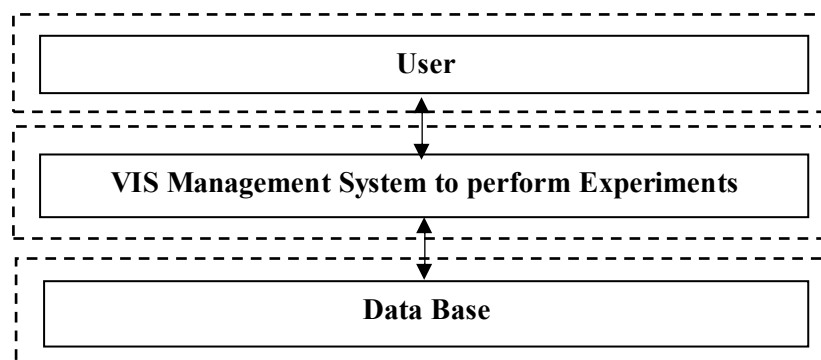 User
VIS Management System to perform Experiments
Data Base